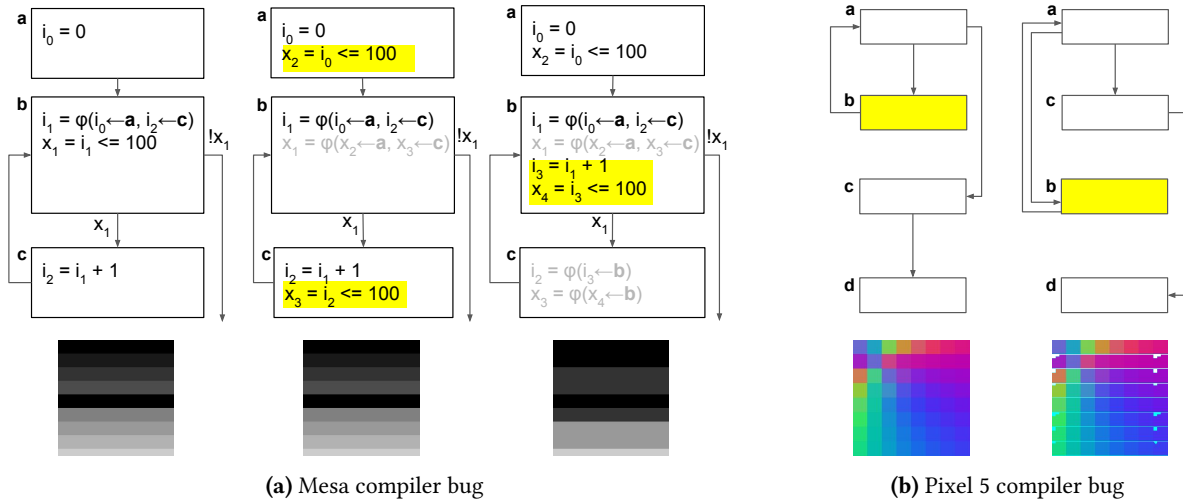 a
i₀ = 0
b
i₁ = φ(i₀←a, i₂←c)
x₁ = i₁ <= 100
!x₁
x₁
c
i₂ = i₁ + 1
a
i₀ = 0
x₂ = i₀ <= 100
b
i₁ = φ(i₀←a, i₂←c)
x₁ = φ(x₂←a, x₃←c)
!x₁
x₁
c
i₂ = i₁ + 1
x₃ = i₂ <= 100
a
i₀ = 0
x₂ = i₀ <= 100
b
i₁ = φ(i₀←a, i₂←c)
x₁ = φ(x₂←a, x₃←c)
!x₁
i₃ = i₁ + 1
x₄ = i₃ <= 100
x₁
c
i₂ = φ(i₃←b)
x₃ = φ(x₄←b)
(a) Mesa compiler bug
a
b
c
d
a
c
b
d
(b) Pixel 5 compiler bug